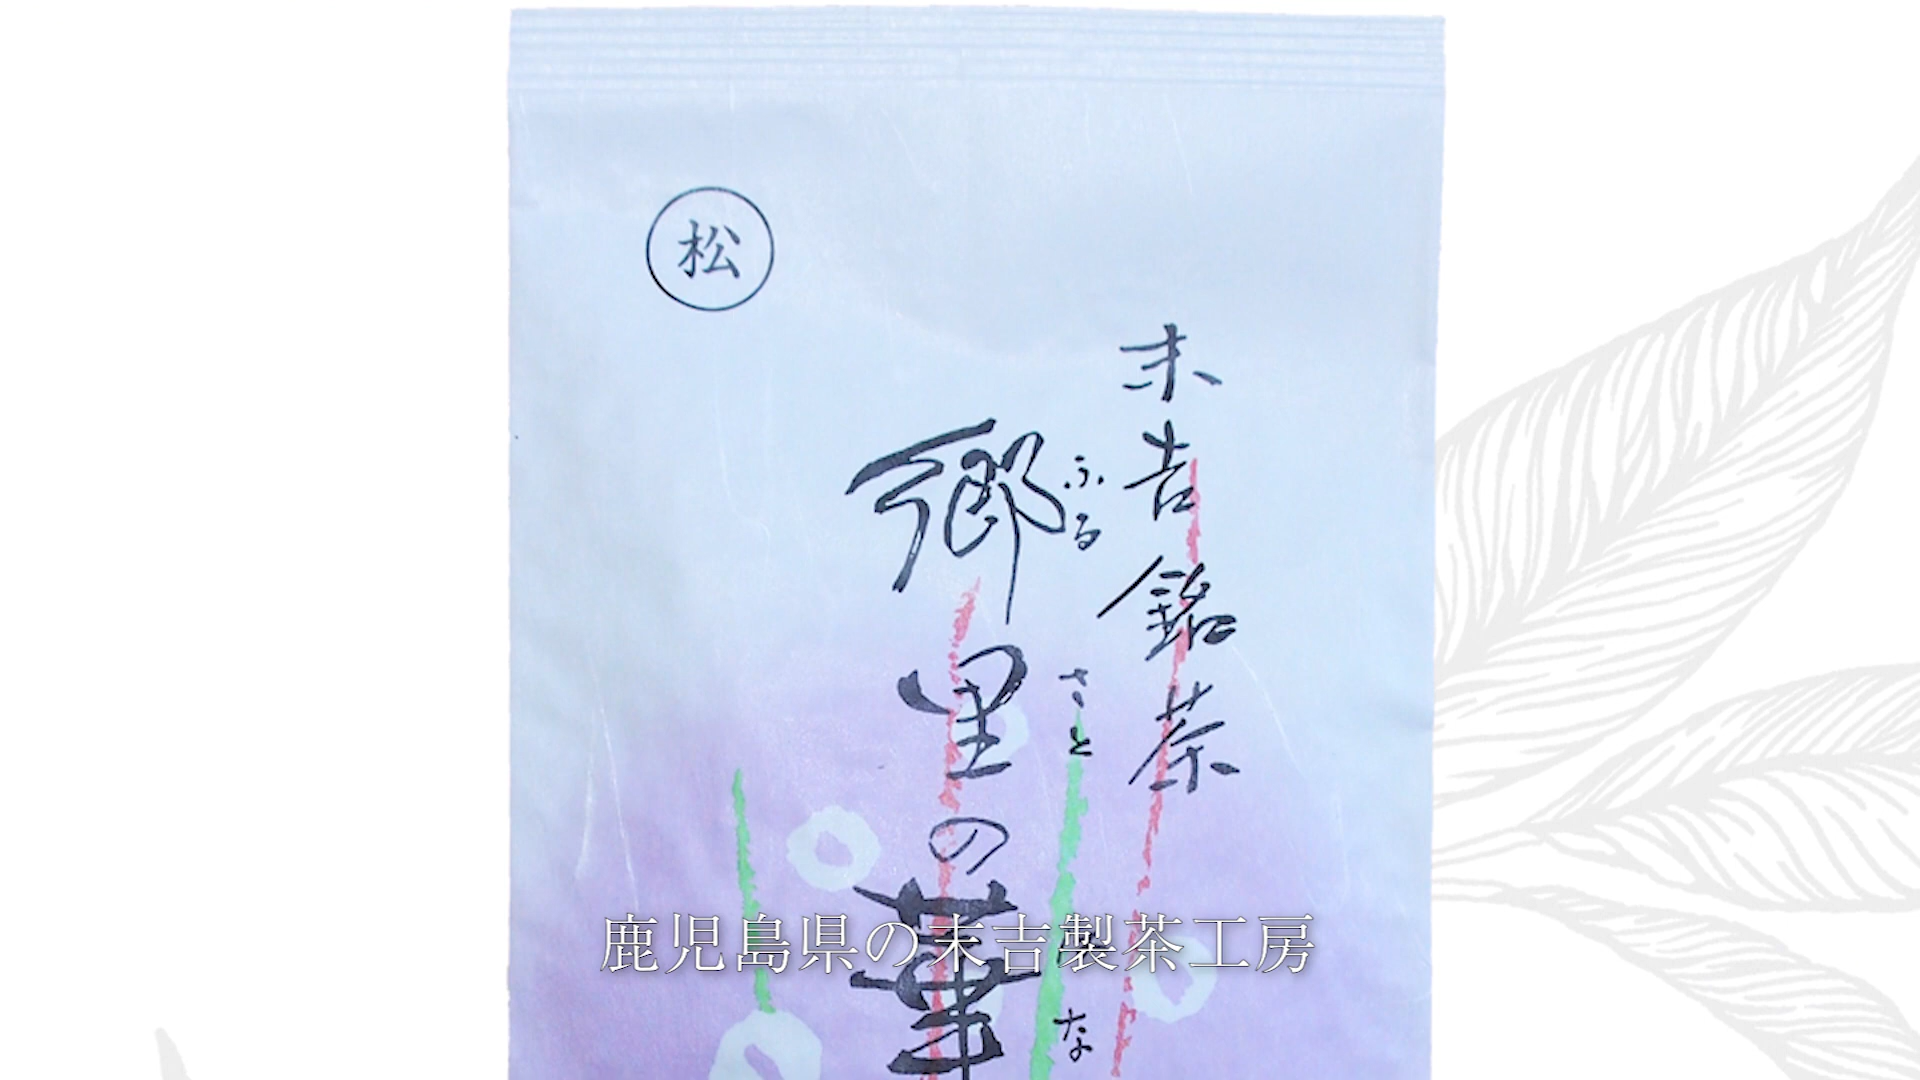 松
末吉銘茶
郷里の華
ふるさと
な
鹿児島県の末吉製茶工房